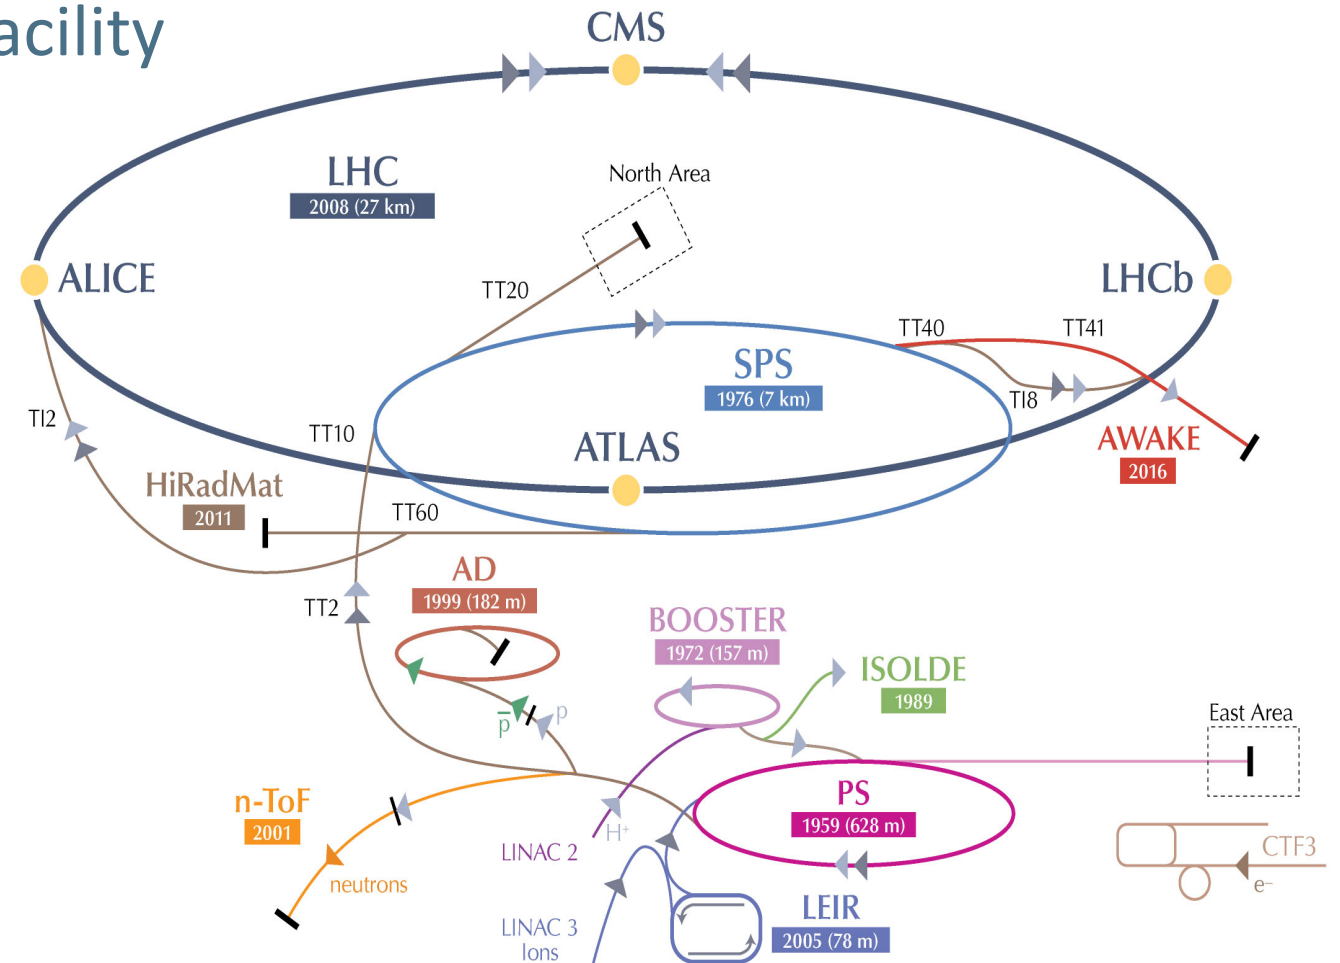 acility
CMS
LHC
2008 (27 km)
North Area
ALICE
LHCb
TT20
TT40
TT41
SPS
1976 (7 km)
TI2
TI8
TT10
ATLAS
AWAKE
2016
HiRadMat
2011
TT60
AD
1999 (182 m)
TT2
BOOSTER
1972 (157 m)
ISOLDE
1989
p̅
p
East Area
n-ToF
2001
PS
1959 (628 m)
H+
LINAC 2
CTF3
e–
neutrons
LEIR
2005 (78 m)
LINAC 3
Ions